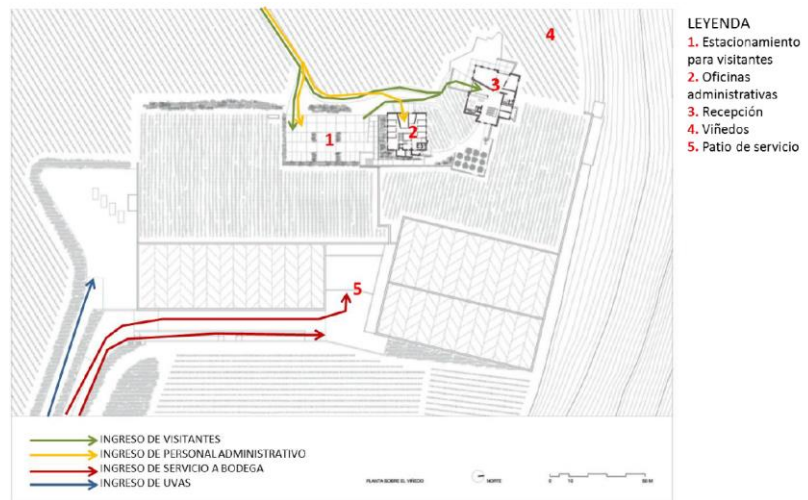 LEYENDA
1. Estacionamiento
para visitantes
2. Oficinas
administrativas
3. Recepción
4. Viñedos
5. Patio de servicio
4
3
2
1
5
INGRESO DE VISITANTES
INGRESO DE PERSONAL ADMINISTRATIVO
INGRESO DE SERVICIO A BODEGA
INGRESO DE UVAS
PLANTA SOBRE EL VIÑEDO
NORTE
0 10 50 M